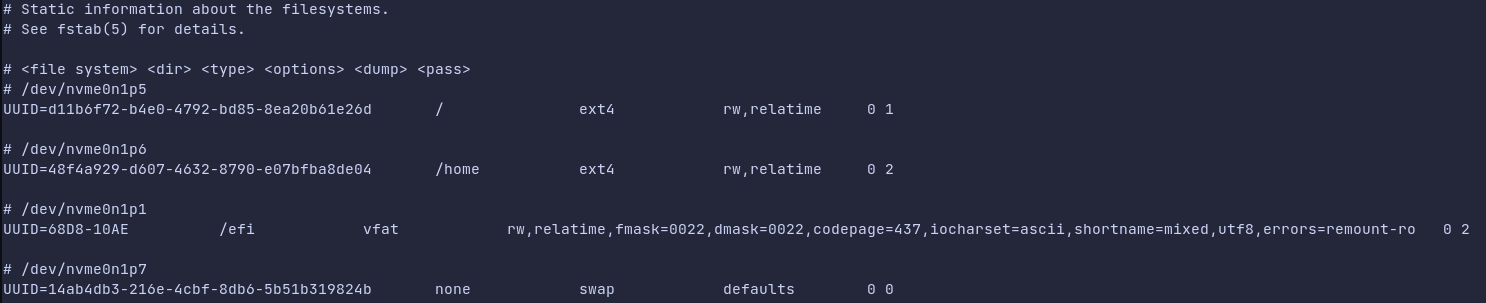 # Static information about the filesystems.
# See fstab(5) for details.

# <file system> <dir> <type> <options> <dump> <pass>
# /dev/nvme0n1p5
UUID=d11b6f72-b4e0-4792-bd85-8ea20b61e26d	/	ext4	rw,relatime	0 1

# /dev/nvme0n1p6
UUID=48f4a929-d607-4632-8790-e07bfba8de04	/home	ext4	rw,relatime	0 2

# /dev/nvme0n1p1
UUID=68D8-10AE	/efi	vfat	rw,relatime,fmask=0022,dmask=0022,codepage=437,iocharset=ascii,shortname=mixed,utf8,errors=remount-ro	0 2

# /dev/nvme0n1p7
UUID=14ab4db3-216e-4cbf-8db6-5b51b319824b	none	swap	defaults	0 0